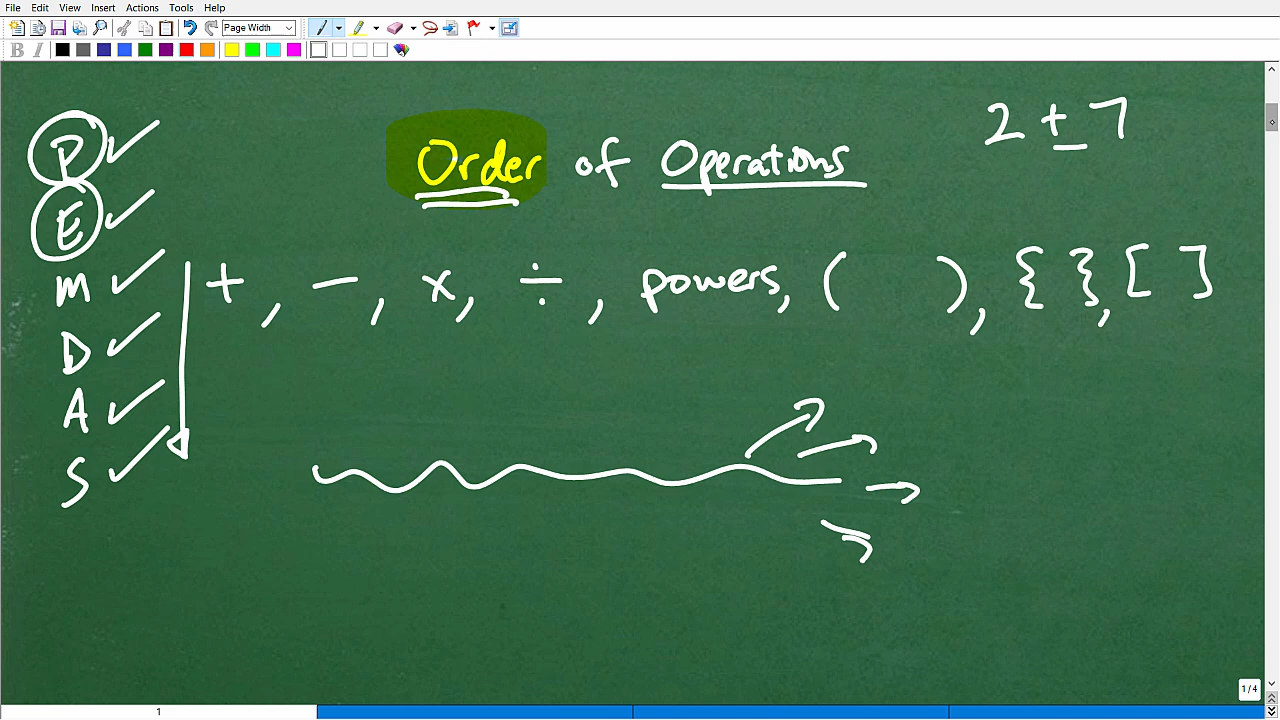 File Edit View Insert Actions Tools Help
Page Width
B I
2 + 7
Order of Operations
P
E
M
D
A
S
+, −, x, ÷, powers, ( ), { }, [ ]
1/4
1